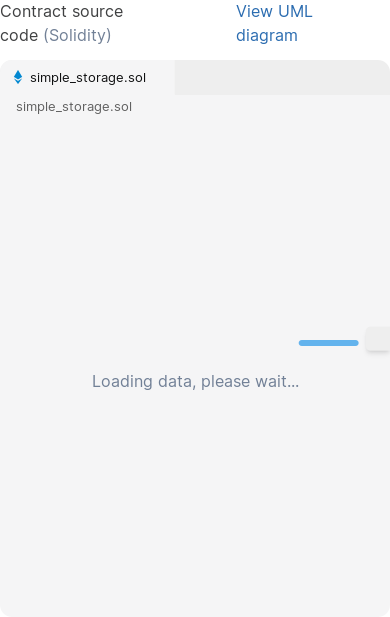 Contract source
code (Solidity)
View UML
diagram
simple_storage.sol
simple_storage.sol
Loading data, please wait...